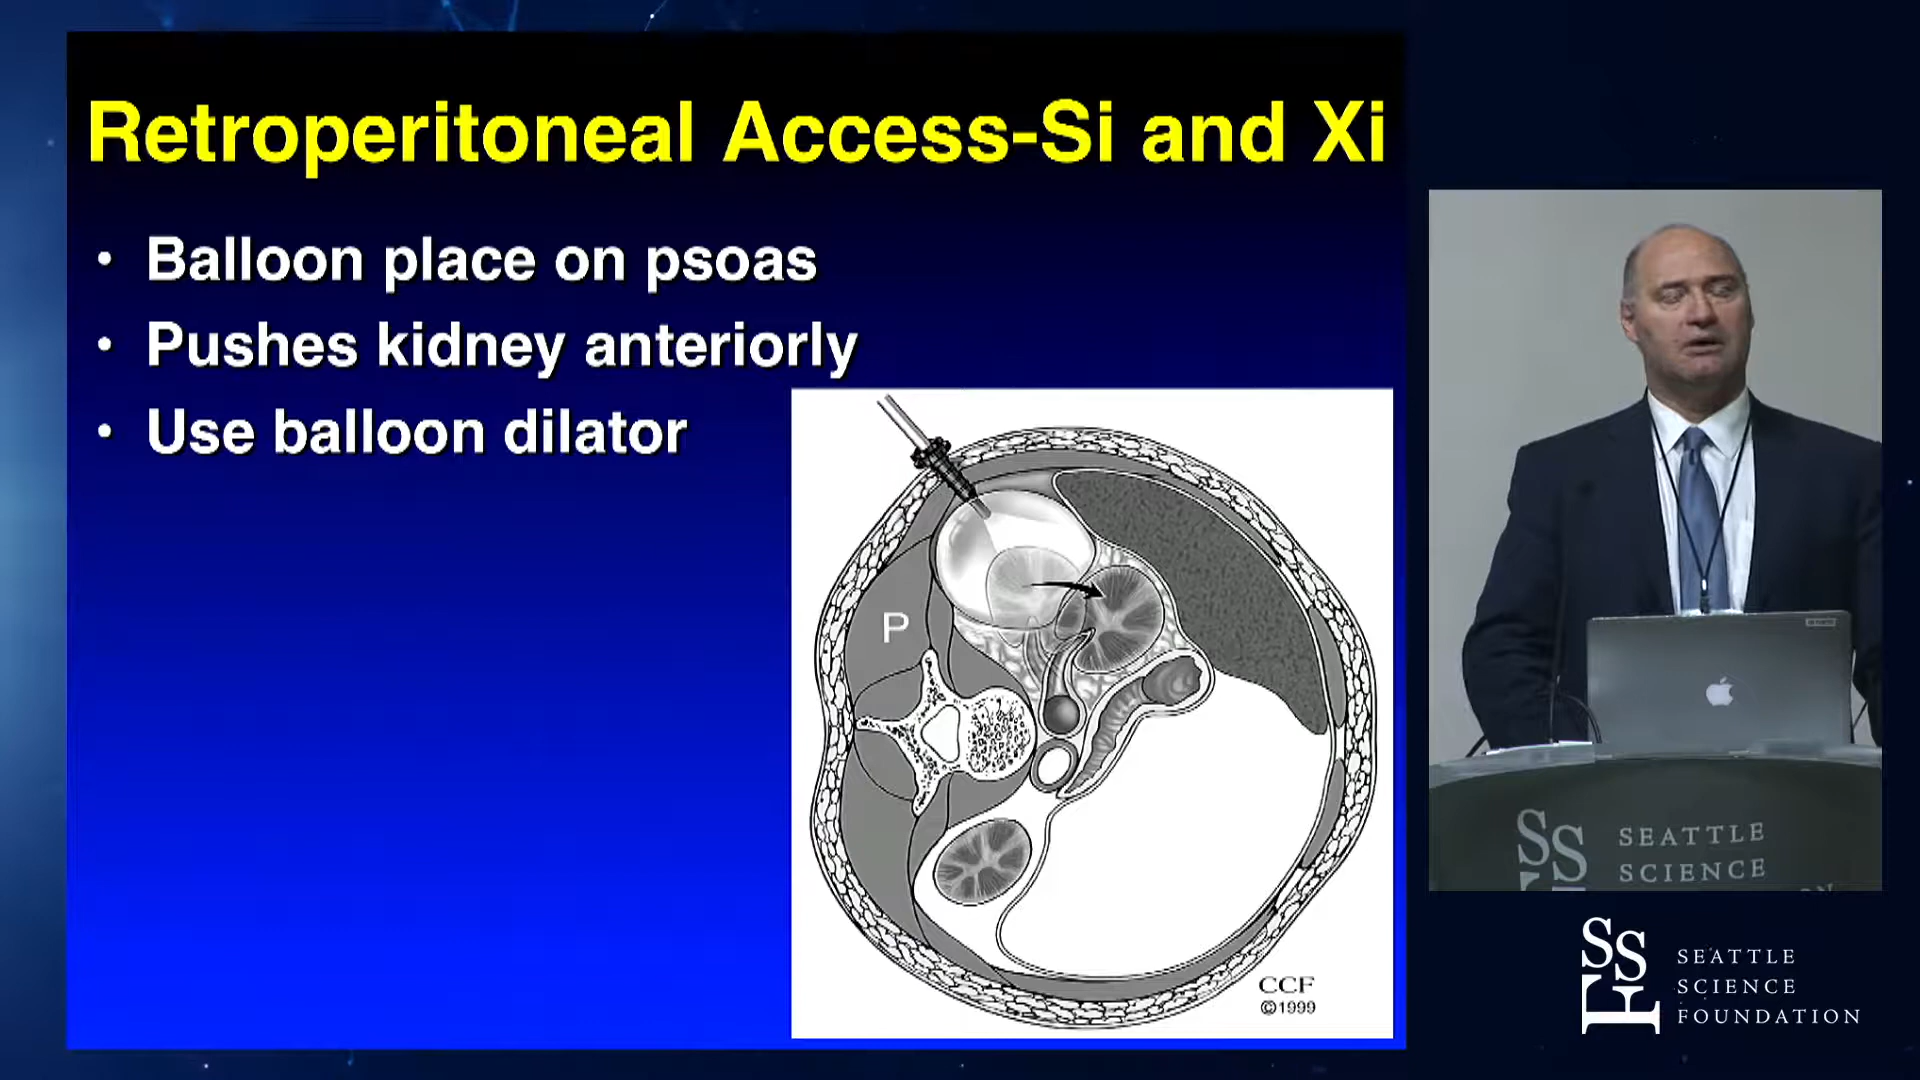 Retroperitoneal Access-Si and Xi
• Balloon place on psoas
• Pushes kidney anteriorly
• Use balloon dilator
P
CCF
©1999
SEATTLE
SCIENCE
SSF
SEATTLE
SCIENCE
FOUNDATION